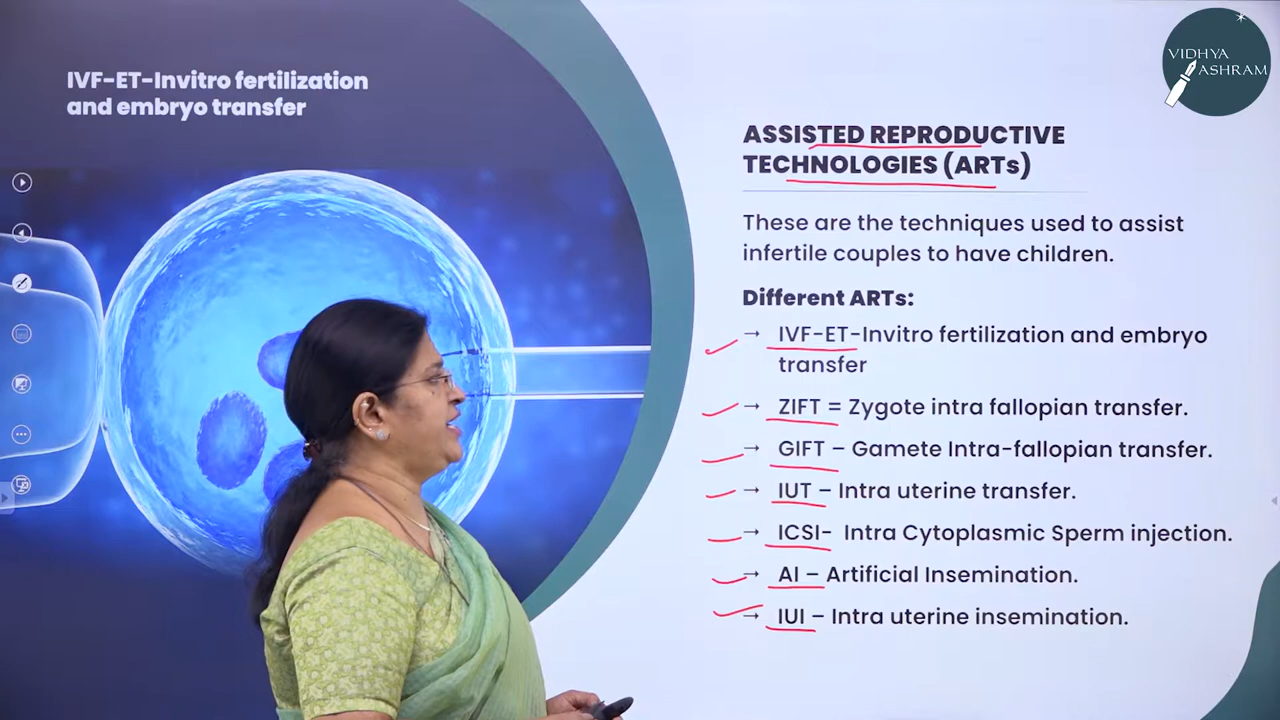 IVF-ET-Invitro fertilization
and embryo transfer
VIDHYA
ASHRAM
ASSISTED REPRODUCTIVE
TECHNOLOGIES (ARTs)
These are the techniques used to assist
infertile couples to have children.
Different ARTs:
→ IVF-ET-Invitro fertilization and embryo
transfer
→ ZIFT = Zygote intra fallopian transfer.
→ GIFT – Gamete Intra-fallopian transfer.
→ IUT – Intra uterine transfer.
→ ICSI- Intra Cytoplasmic Sperm injection.
→ AI – Artificial Insemination.
→ IUI – Intra uterine insemination.